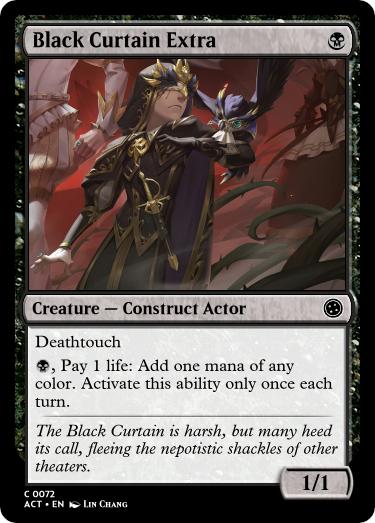 Black Curtain Extra
Creature — Construct Actor
Deathtouch
, Pay 1 life: Add one mana of any
color. Activate this ability only once each
turn.
The Black Curtain is harsh, but many heed
its call, fleeing the nepotistic shackles of other
theaters.
1/1
C 0072
ACT • EN Lin Chang